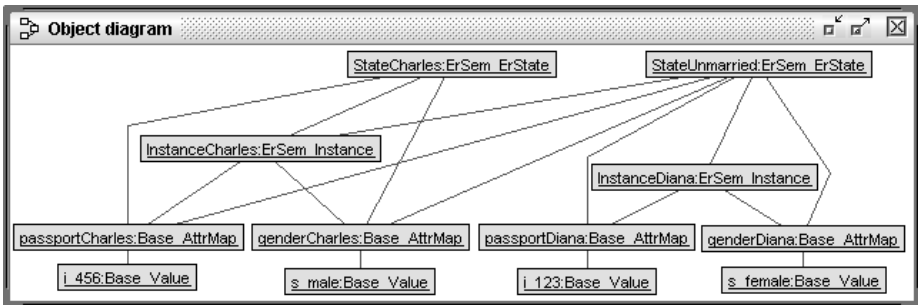 Object diagram
StateCharles:ErSem_ErState
StateUnmarried:ErSem_ErState
InstanceCharles:ErSem_Instance
InstanceDiana:ErSem_Instance
passportCharles:Base_AttrMap
genderCharles:Base_AttrMap
passportDiana:Base_AttrMap
genderDiana:Base_AttrMap
i_456:Base_Value
s_male:Base_Value
i_123:Base_Value
s_female:Base_Value